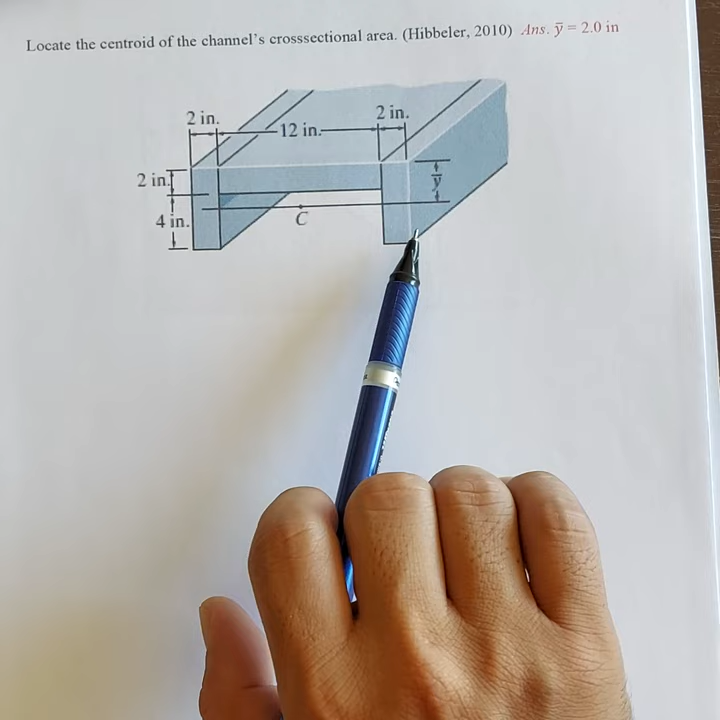 Locate the centroid of the channel's crosssectional area. (Hibbeler, 2010) Ans. ȳ = 2.0 in
2 in.
2 in.
12 in.
2 in.
y̅
4 in.
C